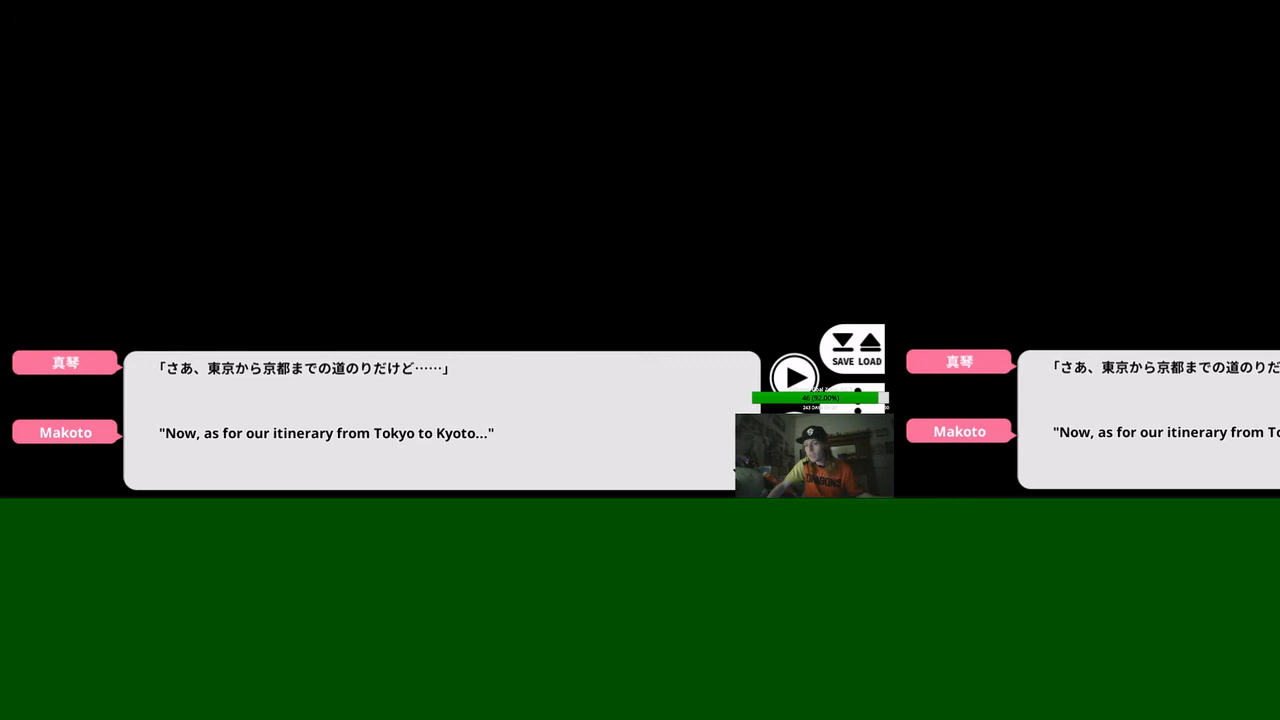 真琴
「さあ、東京から京都までの道のりだけど……」
Makoto
"Now, as for our itinerary from Tokyo to Kyoto..."
SAVE LOAD
46 (92.00%)
DRAGONS
真琴
「さあ、東京から京都までの道のりだ
Makoto
"Now, as for our itinerary from To